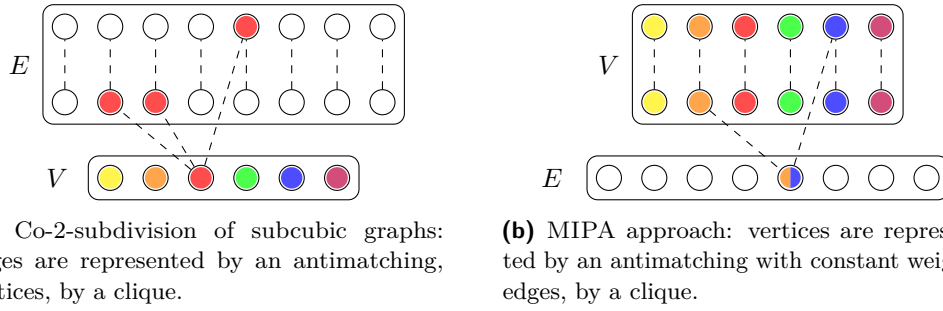 E
V
V
E
Co-2-subdivision of subcubic graphs:
ges are represented by an antimatching,
tices, by a clique.
(b) MIPA approach: vertices are repres
ted by an antimatching with constant weig
edges, by a clique.